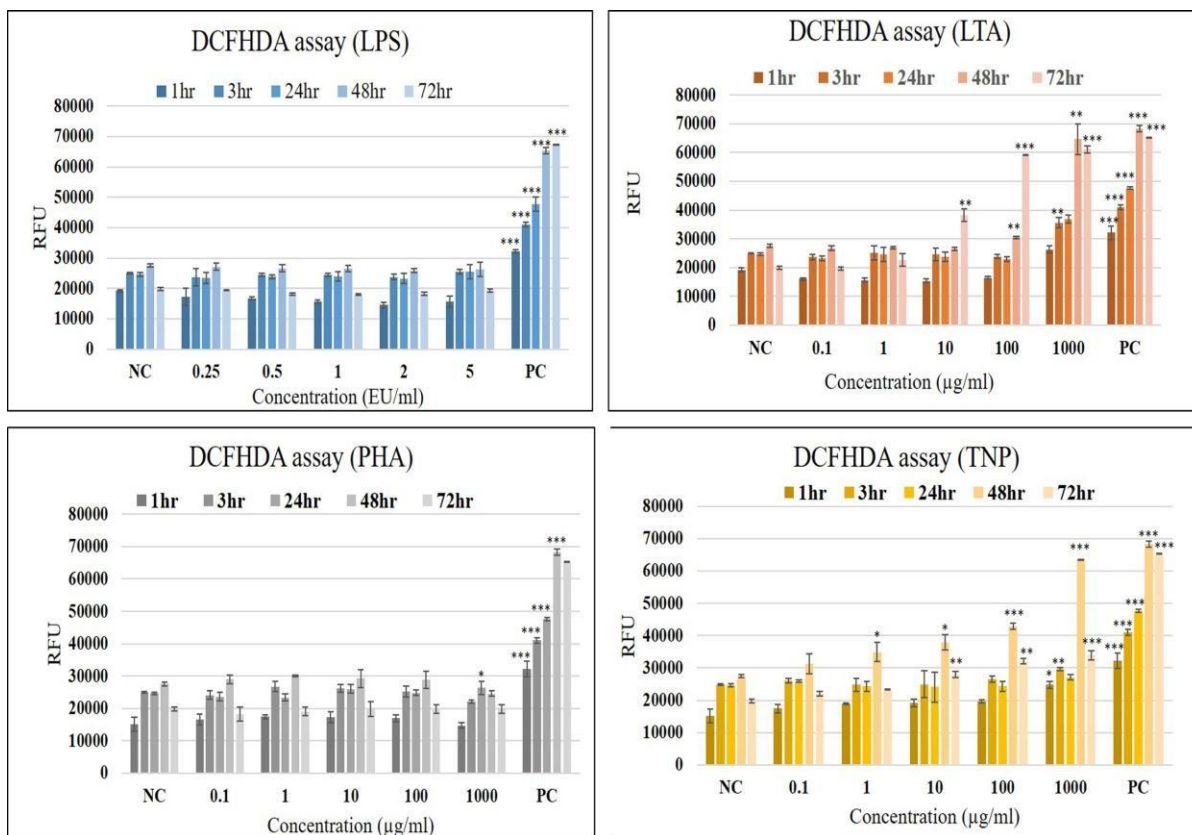 DCFHDA assay (LPS)
1hr 3hr 24hr 48hr 72hr
80000
70000
60000
50000
40000
30000
20000
10000
0
RFU
*** *** *** *** ***
NC 0.25 0.5 1 2 5 PC
Concentration (EU/ml)
DCFHDA assay (LTA)
1hr 3hr 24hr 48hr 72hr
80000
70000
60000
50000
40000
30000
20000
10000
0
RFU
** ** *** ** ** *** *** *** *** *** ***
NC 0.1 1 10 100 1000 PC
Concentration (µg/ml)
DCFHDA assay (PHA)
1hr 3hr 24hr 48hr 72hr
80000
70000
60000
50000
40000
30000
20000
10000
0
RFU
* *** *** *** ***
NC 0.1 1 10 100 1000 PC
Concentration (µg/ml)
DCFHDA assay (TNP)
1hr 3hr 24hr 48hr 72hr
80000
70000
60000
50000
40000
30000
20000
10000
0
RFU
* * ** *** ** * ** *** *** *** *** *** *** ***
NC 0.1 1 10 100 1000 PC
Concentration (µg/ml)